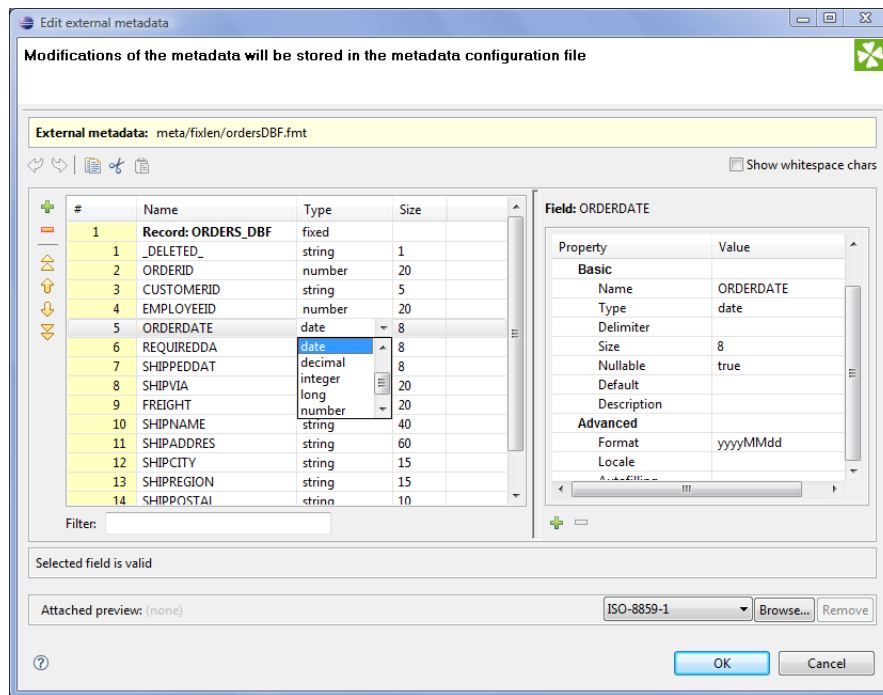 Edit external metadata
Modifications of the metadata will be stored in the metadata configuration file
External metadata: meta/fixlen/ordersDBF.fmt
Show whitespace chars
# Name Type Size
1 Record: ORDERS_DBF fixed
1 _DELETED_ string 1
2 ORDERID number 20
3 CUSTOMERID string 5
4 EMPLOYEEID number 20
5 ORDERDATE date 8
6 REQUIREDDA 8
7 SHIPPEDDAT 8
8 SHIPVIA 20
9 FREIGHT 20
10 SHIPNAME string 40
11 SHIPADDRES string 60
12 SHIPCITY string 15
13 SHIPREGION string 15
14 SHIPPOSTAL string 10
date
decimal
integer
long
number
Filter:
Field: ORDERDATE
Property Value
Basic
Name ORDERDATE
Type date
Delimiter
Size 8
Nullable true
Default
Description
Advanced
Format yyyyMMdd
Locale
Autofilling
Selected field is valid
Attached preview: (none) ISO-8859-1 Browse... Remove
? OK Cancel